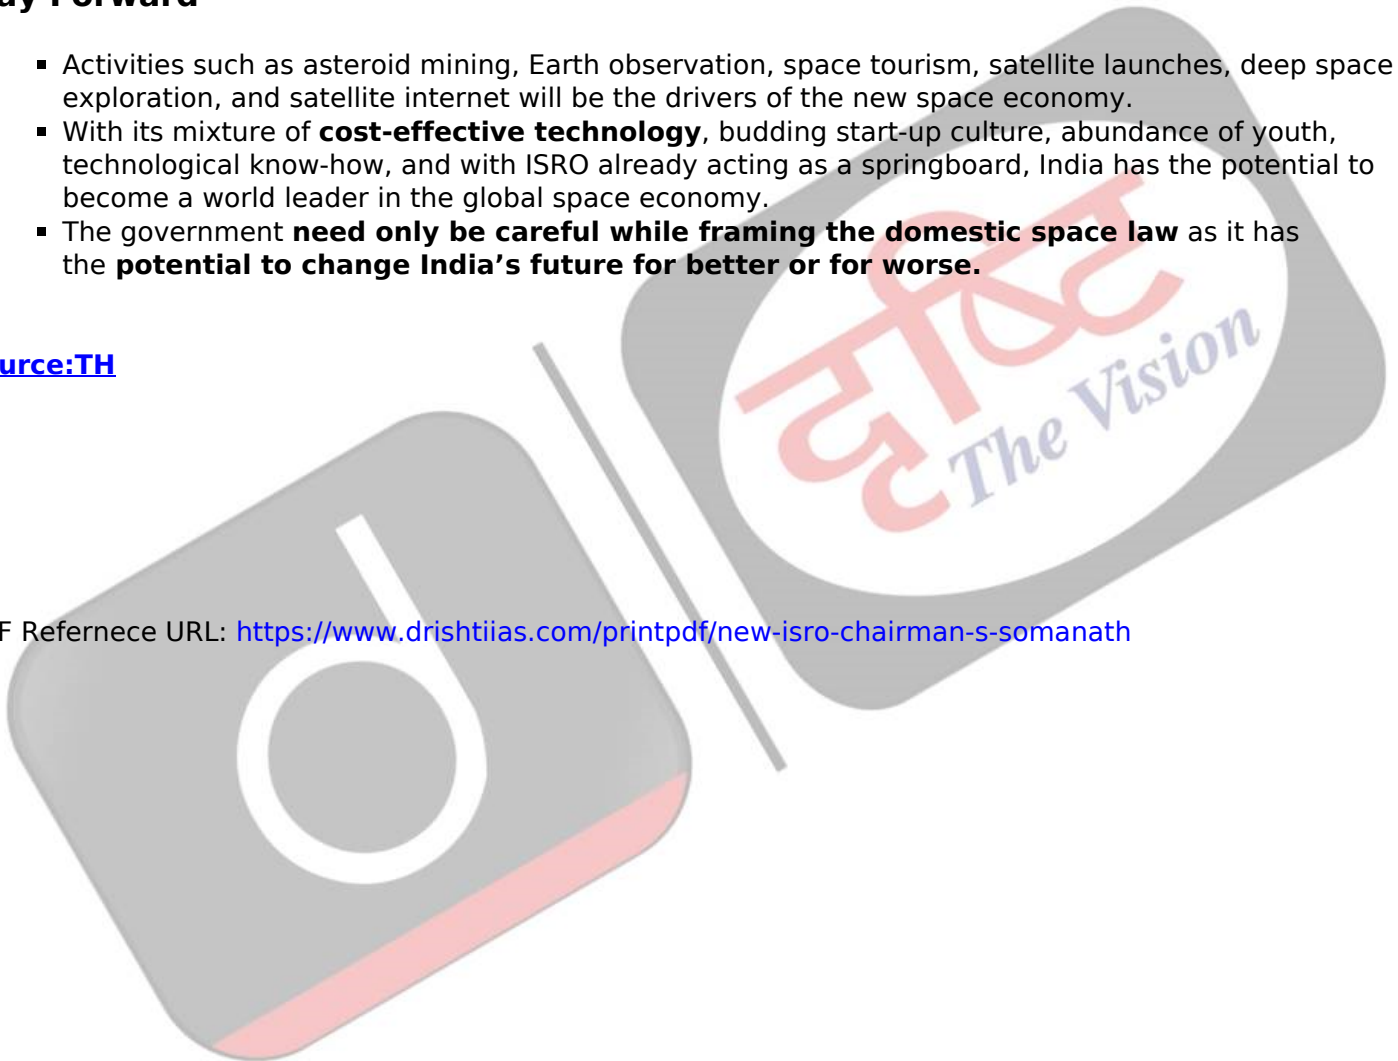 ay Forward
▪ Activities such as asteroid mining, Earth observation, space tourism, satellite launches, deep space
exploration, and satellite internet will be the drivers of the new space economy.
▪ With its mixture of cost-effective technology, budding start-up culture, abundance of youth,
technological know-how, and with ISRO already acting as a springboard, India has the potential to
become a world leader in the global space economy.
▪ The government need only be careful while framing the domestic space law as it has
the potential to change India’s future for better or for worse.
urce:TH
दृष्टि
The Vision
d
F Refernece URL: https://www.drishtiias.com/printpdf/new-isro-chairman-s-somanath